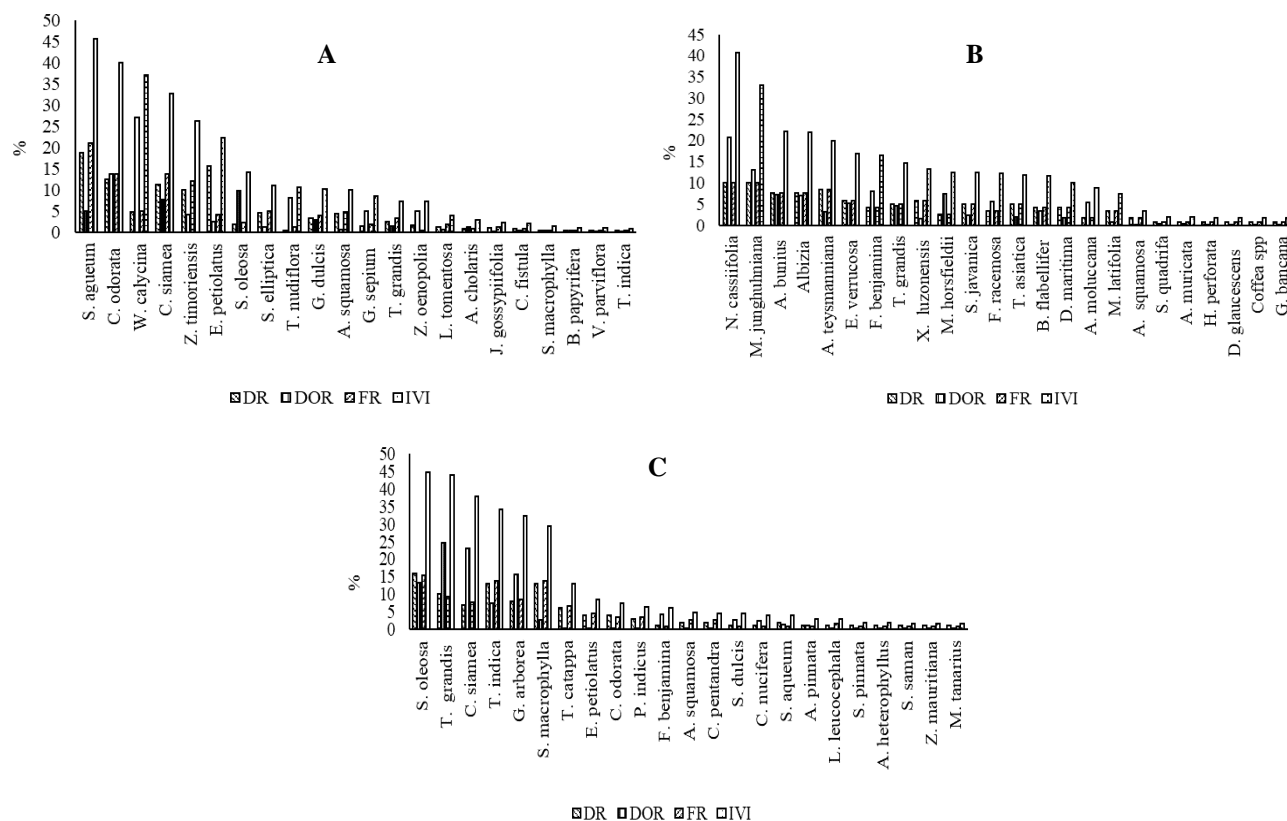 A
50
45
40
35
30
25
20
15
10
5
0
%
S. agueum
C. odorata
W. calycina
C. siamea
Z. timoriensis
E. petiolatus
S. oleosa
S. elliptica
T. nudiflora
G. dulcis
A. squamosa
G. sepium
T. grandis
Z. oenopolia
L. tomentosa
A. cholaris
J. gossypiifolia
C. fistula
S. macrophylla
B. papyrifera
V. parviflora
T. indica
DR DOR FR IVI
B
45
40
35
30
25
20
15
10
5
0
%
N. cassiifolia
M. junghuhniana
A. bunius
Albizia
A. teysmanniana
E. verrucosa
F. benjamina
T. grandis
X. luzonensis
M. horsfieldii
S. javanica
F. racemosa
T. asiatica
B. flabellifer
D. maritima
A. moluccana
M. latifolia
A. squamosa
S. quadrifa
A. muricata
H. perforata
D. glaucescens
Coffea spp
G. bancana
DR DOR FR IVI
C
50
45
40
35
30
25
20
15
10
5
0
%
S. oleosa
T. grandis
C. siamea
T. indica
G. arborea
S. macrophylla
T. catappa
E. petiolatus
C. odorata
P. indicus
F. benjamina
A. squamosa
C. pentandra
S. dulcis
C. nucifera
S. aqueum
A. pinnata
L. leucocephala
S. pinnata
A. heterophyllus
S. saman
Z. mauritiana
M. tanarius
DR DOR FR IVI